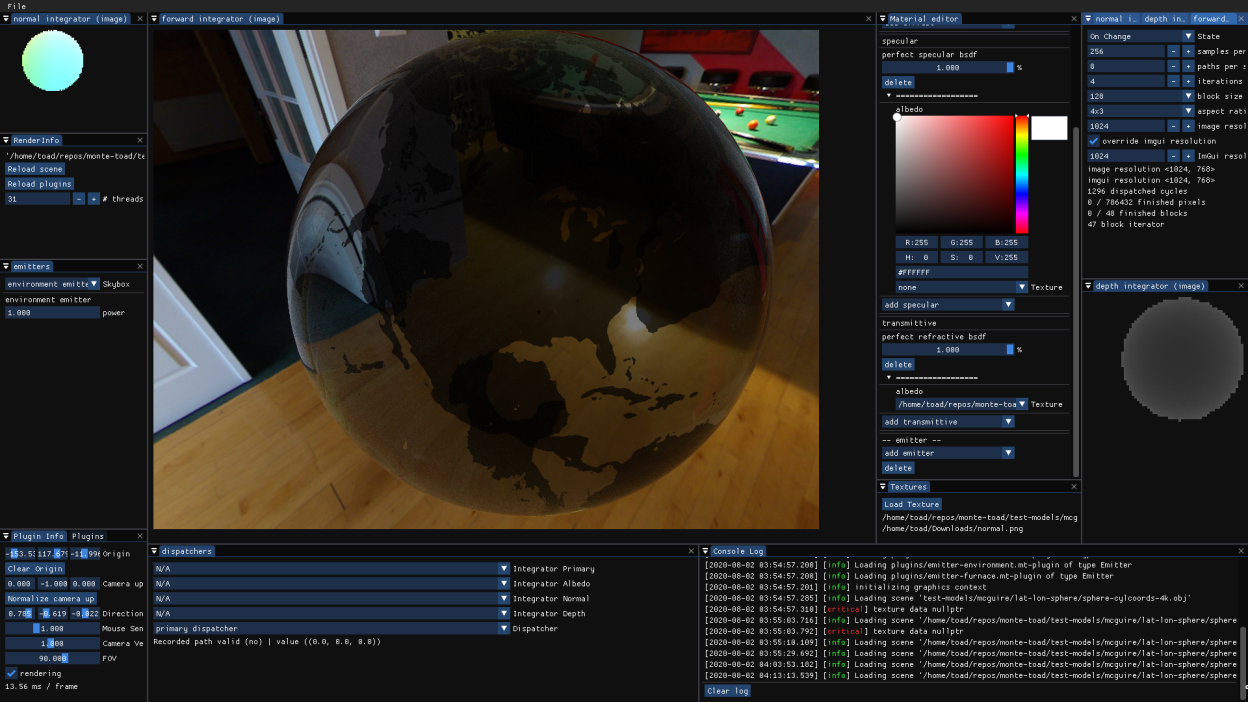 File
normal integrator (image)
RenderInfo
'/home/toad/repos/monte-toad/te
Reload scene
Reload plugins
31 - + # threads
emitters
environment emitte Skybox
environment emitter
1.000 power
Plugin Info Plugins
Origin
Clear Origin
0.000 -1.000 0.000 Camera up
Normalize camera up
Direction
1.000 Mouse Sen
1.000 Camera Ve
90.000 FOV
rendering
13.56 ms / frame
forward integrator (image)
dispatchers
N/A Integrator Primary
N/A Integrator Albedo
N/A Integrator Normal
N/A Integrator Depth
primary dispatcher Dispatcher
Recorded path valid (no) | value ((0.0, 0.0, 0.0))
Console Log
[2020-08-02 03:54:57.200] [info] Loading plugins/emitter-environment.mt-plugin of type Emitter
[2020-08-02 03:54:57.208] [info] Loading plugins/emitter-furnace.mt-plugin of type Emitter
[2020-08-02 03:54:57.201] [info] initializing graphics context
[2020-08-02 03:54:57.285] [info] Loading scene 'test-models/mcguire/lat-lon-sphere/sphere-cylcoords-4k.obj'
[2020-08-02 03:54:57.310] [critical] texture data nullptr
[2020-08-02 03:55:03.716] [info] Loading scene '/home/toad/repos/monte-toad/test-models/mcguire/lat-lon-sphere/sphere
[2020-08-02 03:55:03.792] [critical] texture data nullptr
[2020-08-02 03:55:10.109] [info] Loading scene '/home/toad/repos/monte-toad/test-models/mcguire/lat-lon-sphere/sphere
[2020-08-02 03:55:29.692] [info] Loading scene '/home/toad/repos/monte-toad/test-models/mcguire/lat-lon-sphere/sphere
[2020-08-02 04:03:53.182] [info] Loading scene '/home/toad/repos/monte-toad/test-models/mcguire/lat-lon-sphere/sphere
[2020-08-02 04:13:13.539] [info] Loading scene '/home/toad/repos/monte-toad/test-models/mcguire/lat-lon-sphere/sphere
Clear log
Material editor
specular
perfect specular bsdf
1.000 %
delete
==================
albedo
R:255 G:255 B:255
H: 0 S: 0 V:255
#FFFFFF
none Texture
add specular
transmittive
perfect refractive bsdf
1.000 %
delete
==================
albedo
/home/toad/repos/monte-toa Texture
add transmittive
-- emitter --
add emitter
delete
Textures
Load Texture
/home/toad/repos/monte-toad/test-models/mcg
/home/toad/Downloads/normal.png
normal i.. depth in.. forward..
On Change State
256 - + samples per
8 - + paths per s
4 - + iterations
128 block size
4x3 aspect rati
1024 - + image resol
override imgui resolution
1024 - + ImGui resol
image resolution <1024, 768>
imgui resolution <1024, 768>
1296 dispatched cycles
0 / 786432 finished pixels
0 / 48 finished blocks
47 block iterator
depth integrator (image)